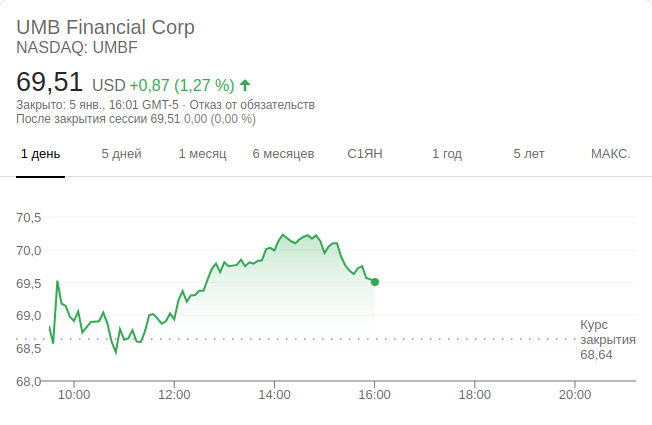 UMB Financial Corp
NASDAQ: UMBF
69,51 USD +0,87 (1,27 %)
Закрыто: 5 янв., 16:01 GMT-5 · Отказ от обязательств
После закрытия сессии 69,51 0,00 (0,00 %)
1 день 5 дней 1 месяц 6 месяцев С1ЯН 1 год 5 лет МАКС.
70,5
70,0
69,5
69,0
68,5
68,0
Курс
закрытия
68,64
10:00 12:00 14:00 16:00 18:00 20:00